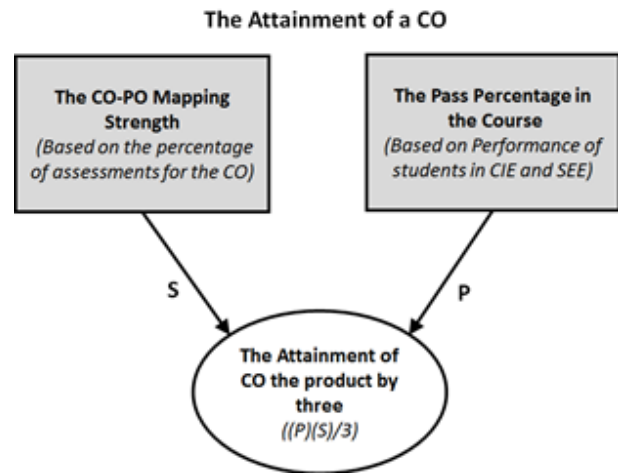 The Attainment of a CO
The CO-PO Mapping
Strength
(Based on the percentage
of assessments for the CO)
The Pass Percentage in
the Course
(Based on Performance of
students in CIE and SEE)
S
P
The Attainment of
CO the product by
three
((P)(S)/3)